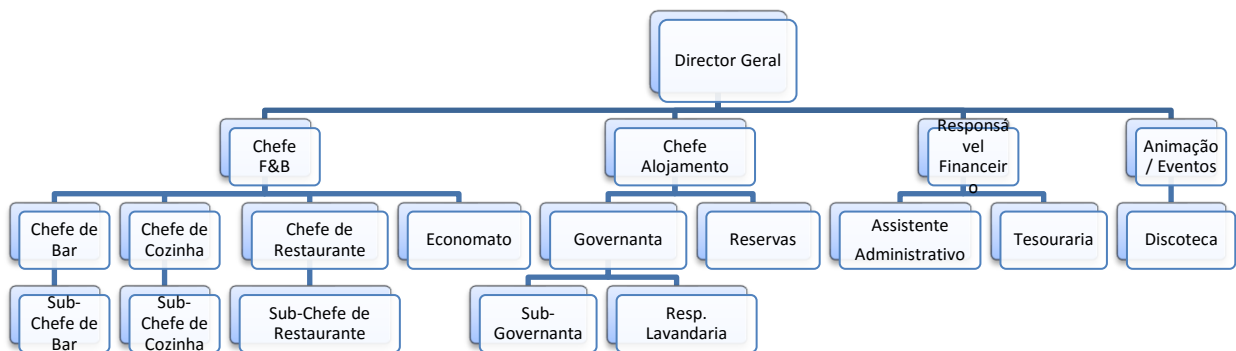 Director Geral
Chefe
F&B
Chefe
Alojamento
Responsá
vel
Financeir
o
Animação
/ Eventos
Chefe de
Bar
Chefe de
Cozinha
Chefe de
Restaurante
Economato
Governanta
Reservas
Assistente
Administrativo
Tesouraria
Discoteca
Sub-
Chefe de
Bar
Sub-
Chefe de
Cozinha
Sub-Chefe de
Restaurante
Sub-
Governanta
Resp.
Lavandaria